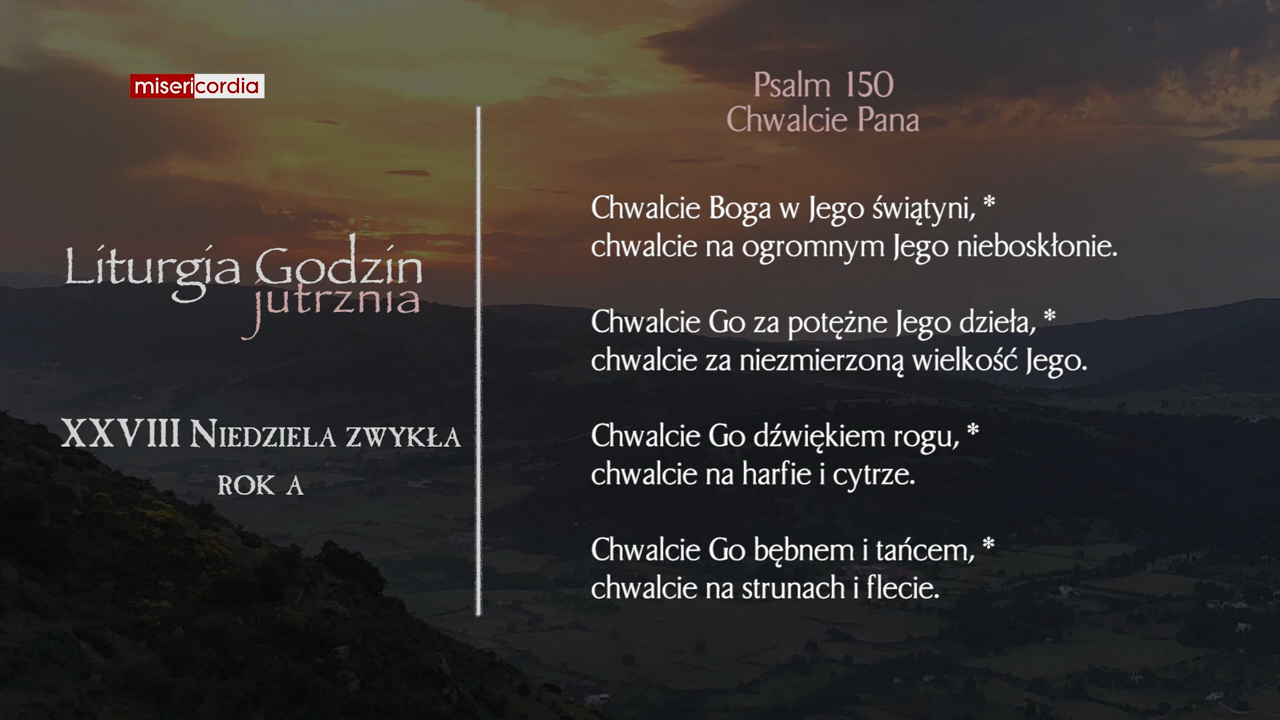 misericordia
Liturgia Godzin
jutrznia
XXVIII Niedziela zwykła
rok A
Psalm 150
Chwalcie Pana
Chwalcie Boga w Jego świątyni, *
chwalcie na ogromnym Jego nieboskłonie.
Chwalcie Go za potężne Jego dzieła, *
chwalcie za niezmierzoną wielkość Jego.
Chwalcie Go dźwiękiem rogu, *
chwalcie na harfie i cytrze.
Chwalcie Go bębnem i tańcem, *
chwalcie na strunach i flecie.